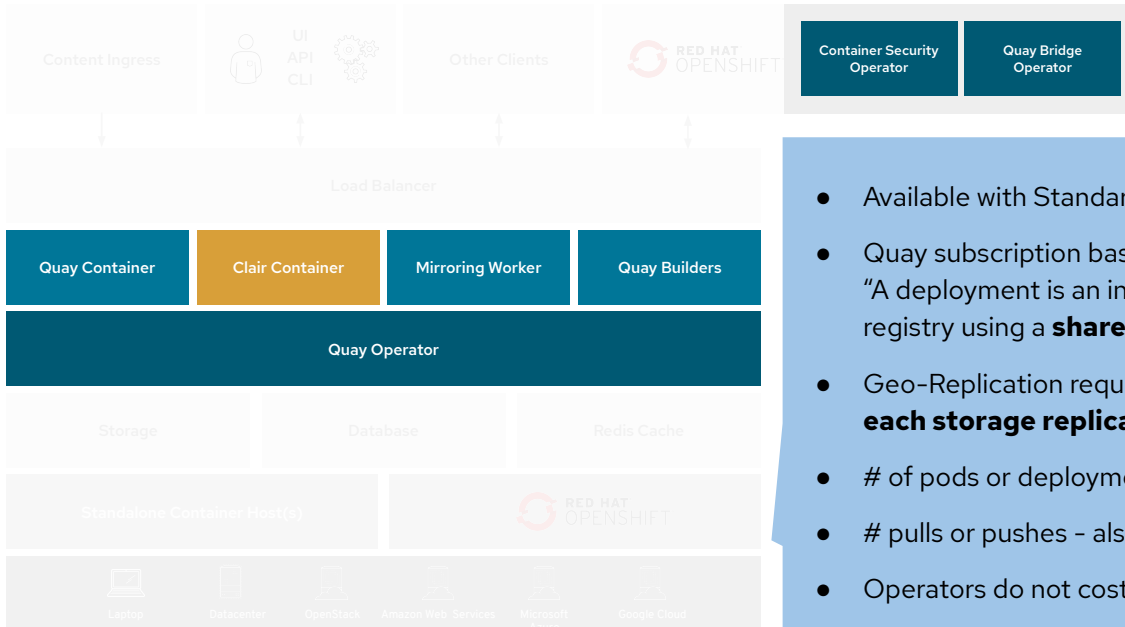 Content Ingress
UI
API
CLI
Other Clients
RED HAT
OPENSHIFT
Container Security
Operator
Quay Bridge
Operator
Load Balancer
Quay Container
Clair Container
Mirroring Worker
Quay Builders
Quay Operator
Storage
Database
Redis Cache
Standalone Container Host(s)
RED HAT
OPENSHIFT
Laptop
Datacenter
OpenStack
Amazon Web Services
Microsoft
Google Cloud
● Available with Standar
● Quay subscription bas
“A deployment is an in
registry using a share
● Geo-Replication requ
each storage replica
● # of pods or deployme
● # pulls or pushes - als
● Operators do not cost